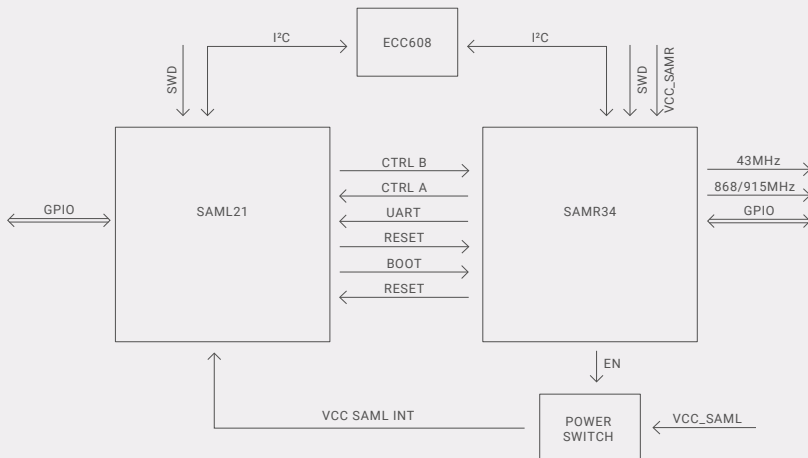 I²C
ECC608
I²C
SWD
SWD
VCC_SAMR
CTRL B
43MHz
CTRL A
868/915MHz
GPIO
SAML21
UART
SAMR34
GPIO
RESET
BOOT
RESET
EN
VCC SAML INT
POWER
SWITCH
VCC_SAML